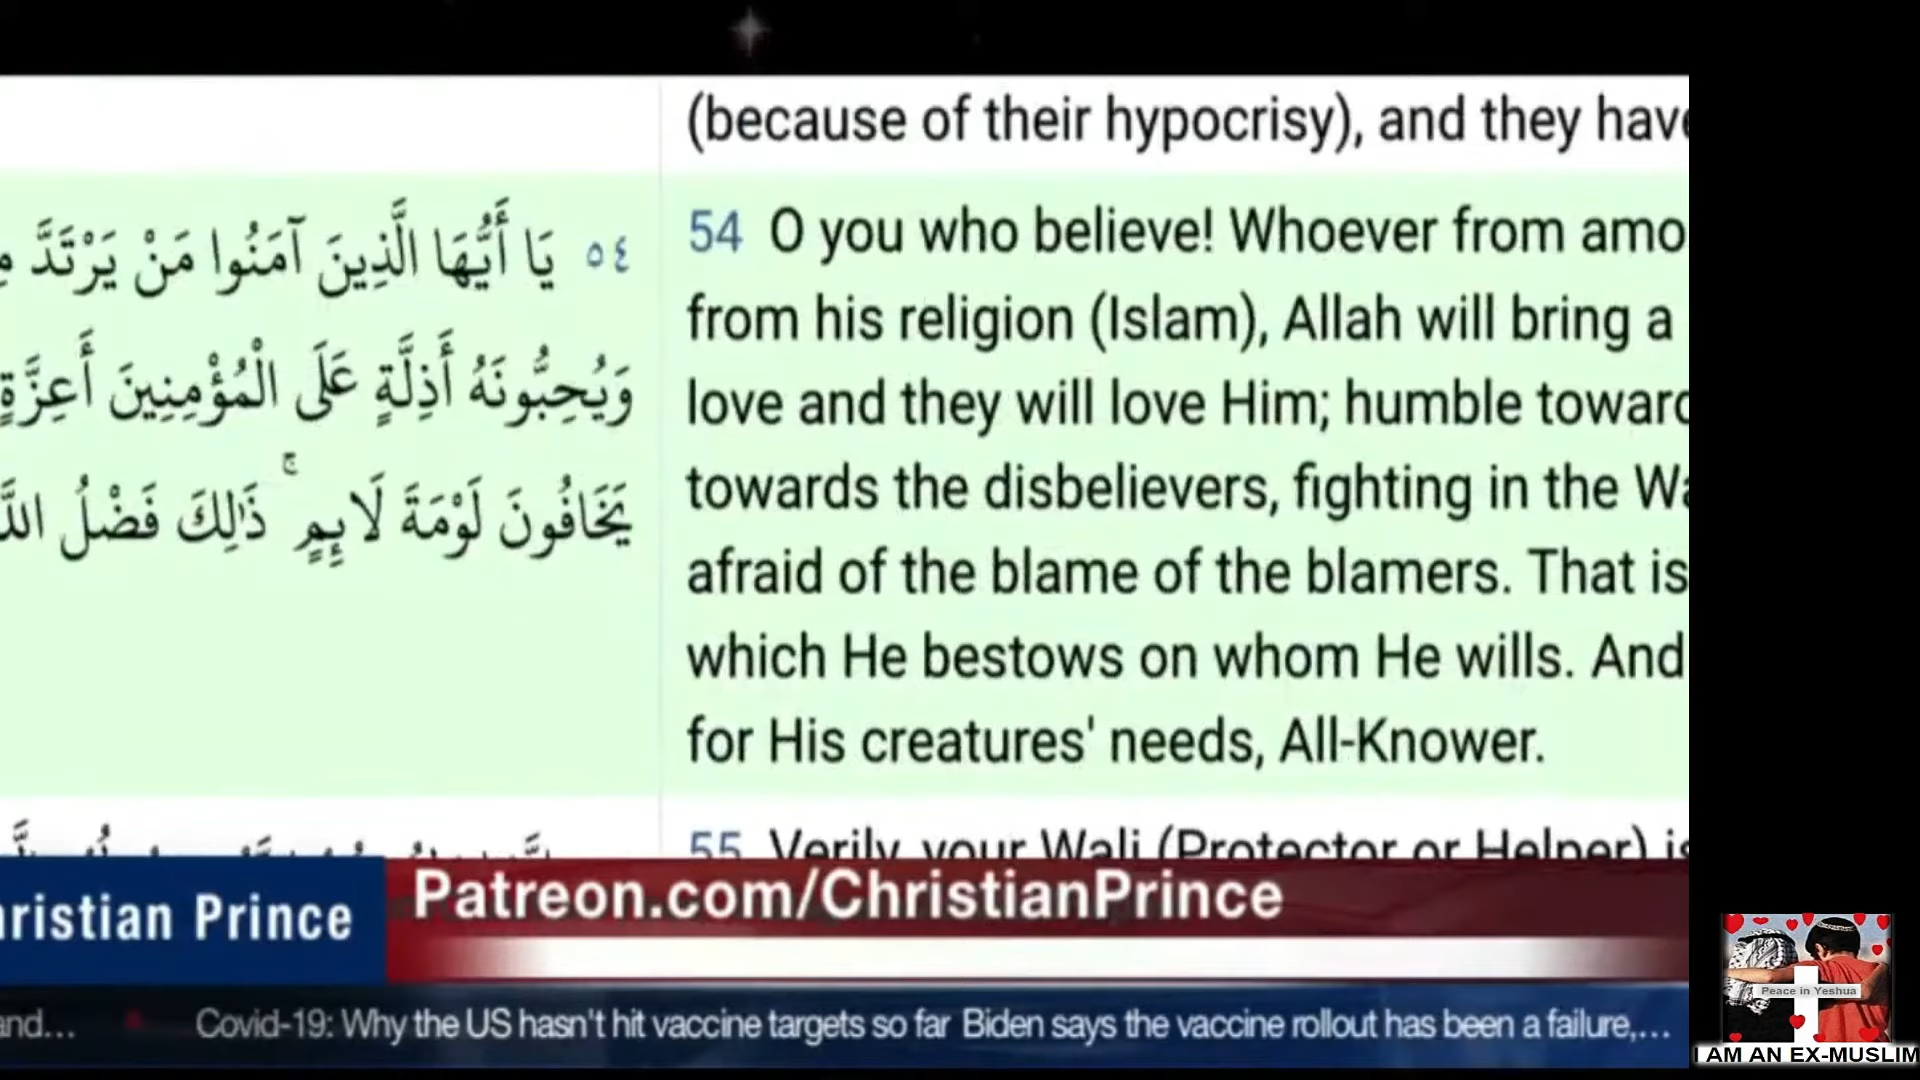 (because of their hypocrisy), and they have
٥٤ يَا أَيُّهَا الَّذِينَ آمَنُوا مَنْ يَرْتَدَّ
وَيُحِبُّونَهُ أَذِلَّةٍ عَلَى الْمُؤْمِنِينَ أَعِزَّةٍ
يَخَافُونَ لَوْمَةَ لَائِمٍ ۚ ذَٰلِكَ فَضْلُ
54 O you who believe! Whoever from amo
from his religion (Islam), Allah will bring a
love and they will love Him; humble toward
towards the disbelievers, fighting in the Wa
afraid of the blame of the blamers. That is
which He bestows on whom He wills. And
for His creatures' needs, All-Knower.
55 Verily, your Wali (Protector or Helper) is
hristian Prince
Patreon.com/ChristianPrince
and... Covid-19: Why the US hasn't hit vaccine targets so far Biden says the vaccine rollout has been a failure,...
Peace in Yeshua
I AM AN EX-MUSLIM